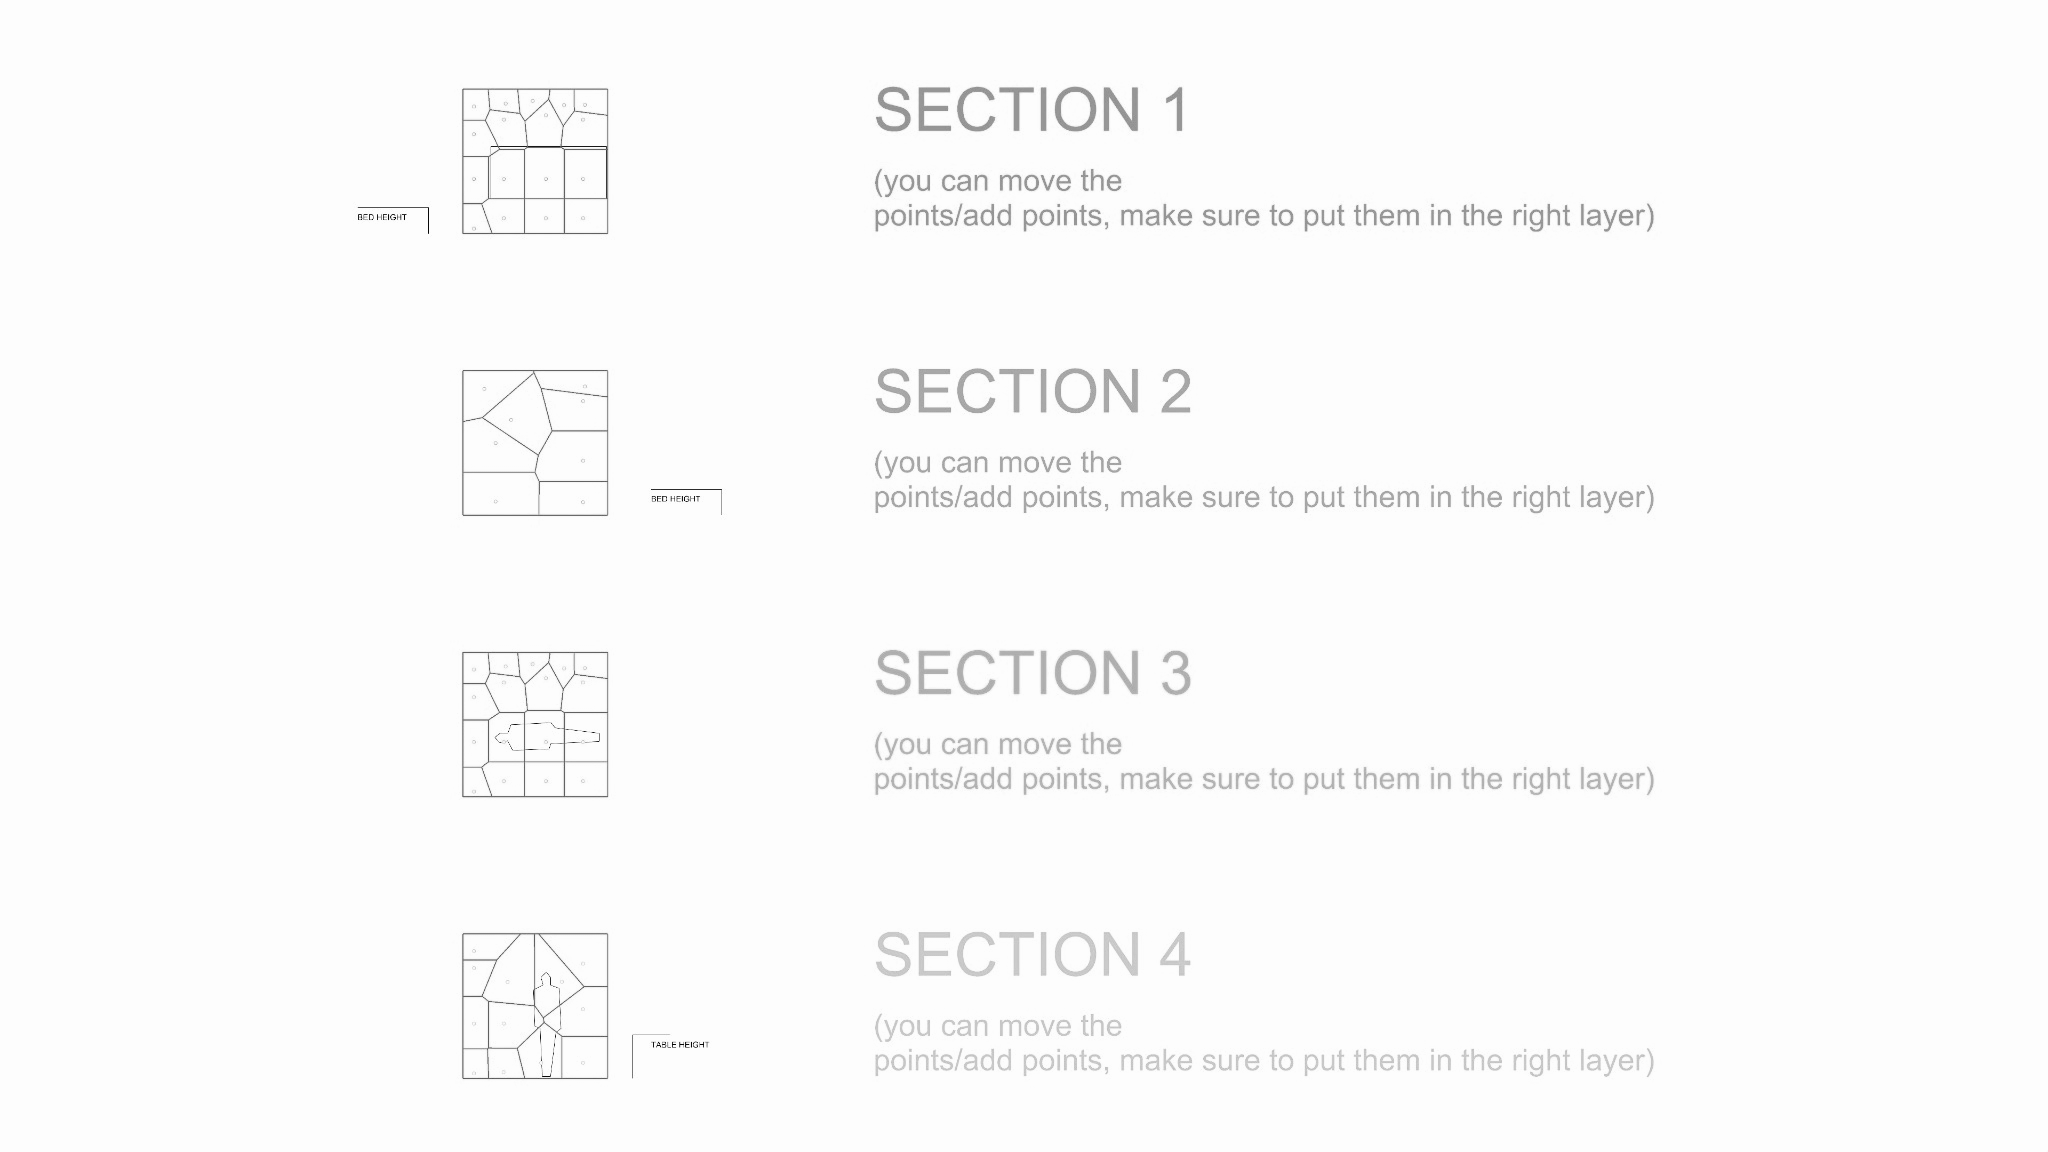 SECTION 1
(you can move the
points/add points, make sure to put them in the right layer)
BED HEIGHT
SECTION 2
(you can move the
points/add points, make sure to put them in the right layer)
BED HEIGHT
SECTION 3
(you can move the
points/add points, make sure to put them in the right layer)
SECTION 4
(you can move the
points/add points, make sure to put them in the right layer)
TABLE HEIGHT